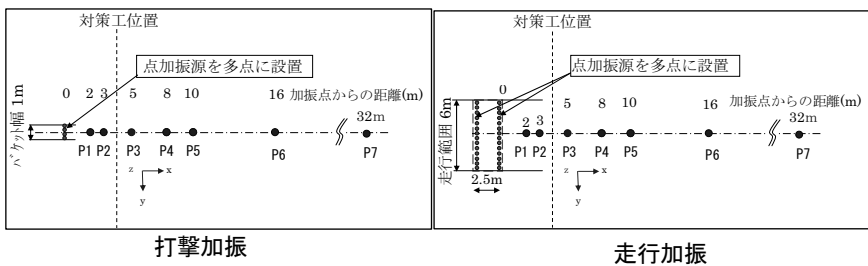 対策工位置
点加振源を多点に設置
0 2 3 5 8 10 16 加振点からの距離(m)
32m
バケット幅 1m
P1 P2 P3 P4 P5 P6 P7
z x
y
打撃加振
対策工位置
点加振源を多点に設置
0
5 8 10 16 加振点からの距離(m)
2 3 32m
走行範囲 6m
P1 P2 P3 P4 P5 P6 P7
2.5m
z x
y
走行加振